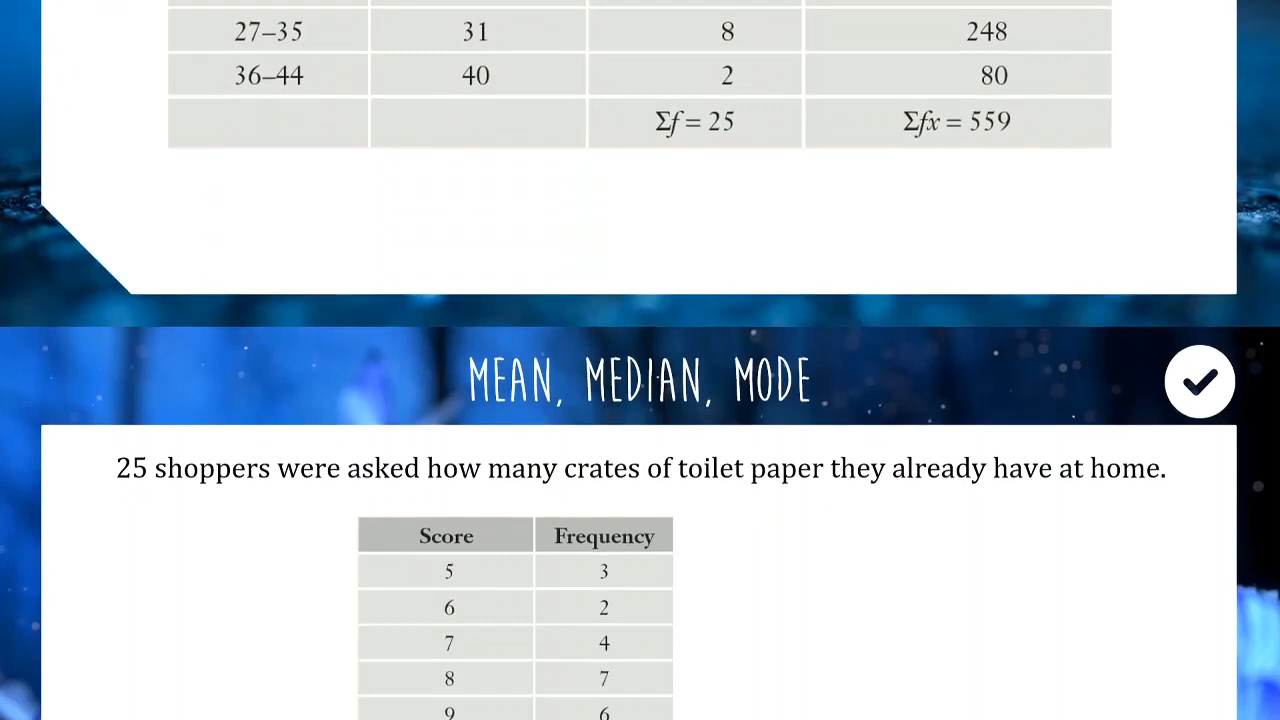 27–35 31 8 248
36–44 40 2 80
Σf = 25 Σfx = 559
MEAN, MEDIAN, MODE
25 shoppers were asked how many crates of toilet paper they already have at home.
Score Frequency
5 3
6 2
7 4
8 7
9 6